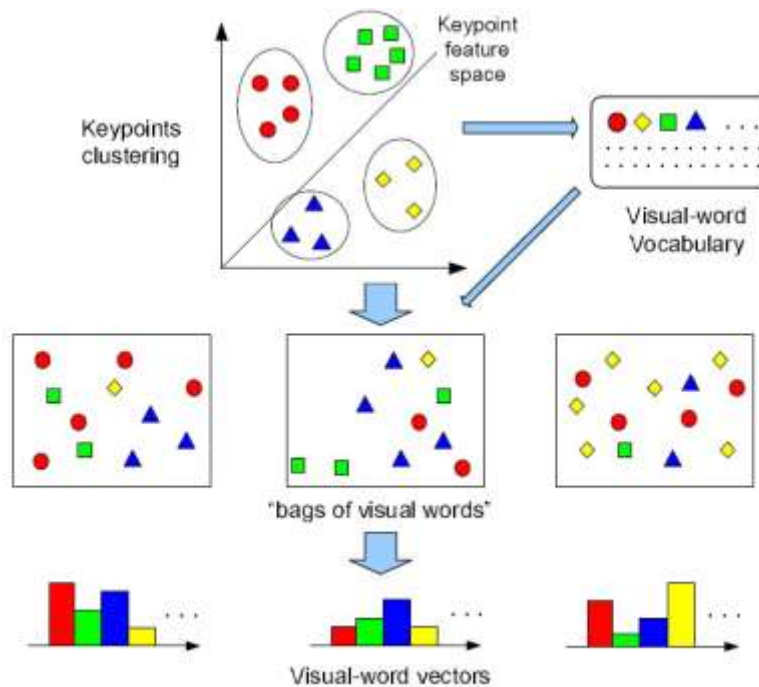 Keypoint
feature
space
Keypoints
clustering
Visual-word
Vocabulary
"bags of visual words"
Visual-word vectors